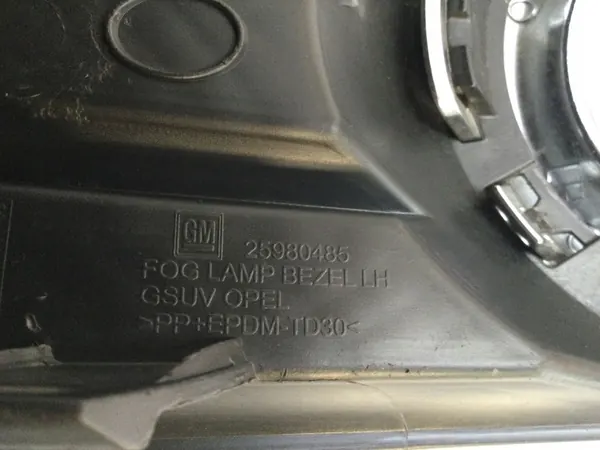 GM 25980485
FOG LAMP BEZEL LH
GSUV OPEL
>PP+EPDM-TD30<